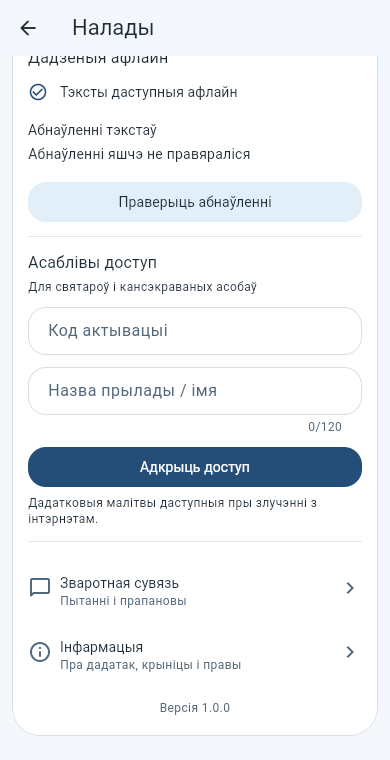 Налады
Дадзеныя афлайн
Тэксты даступныя афлайн
Абнаўленні тэкстаў
Абнаўленні яшчэ не правяраліся
Праверыць абнаўленні
Асаблівы доступ
Для святароў і кансэкраваных асобаў
Код актывацыі
Назва прылады / імя
0/120
Адкрыць доступ
Дадатковыя малітвы даступныя пры злучэнні з
інтэрнэтам.
Зваротная сувязь
Пытанні і прапановы
Інфармацыя
Пра дадатак, крыніцы і правы
Версія 1.0.0